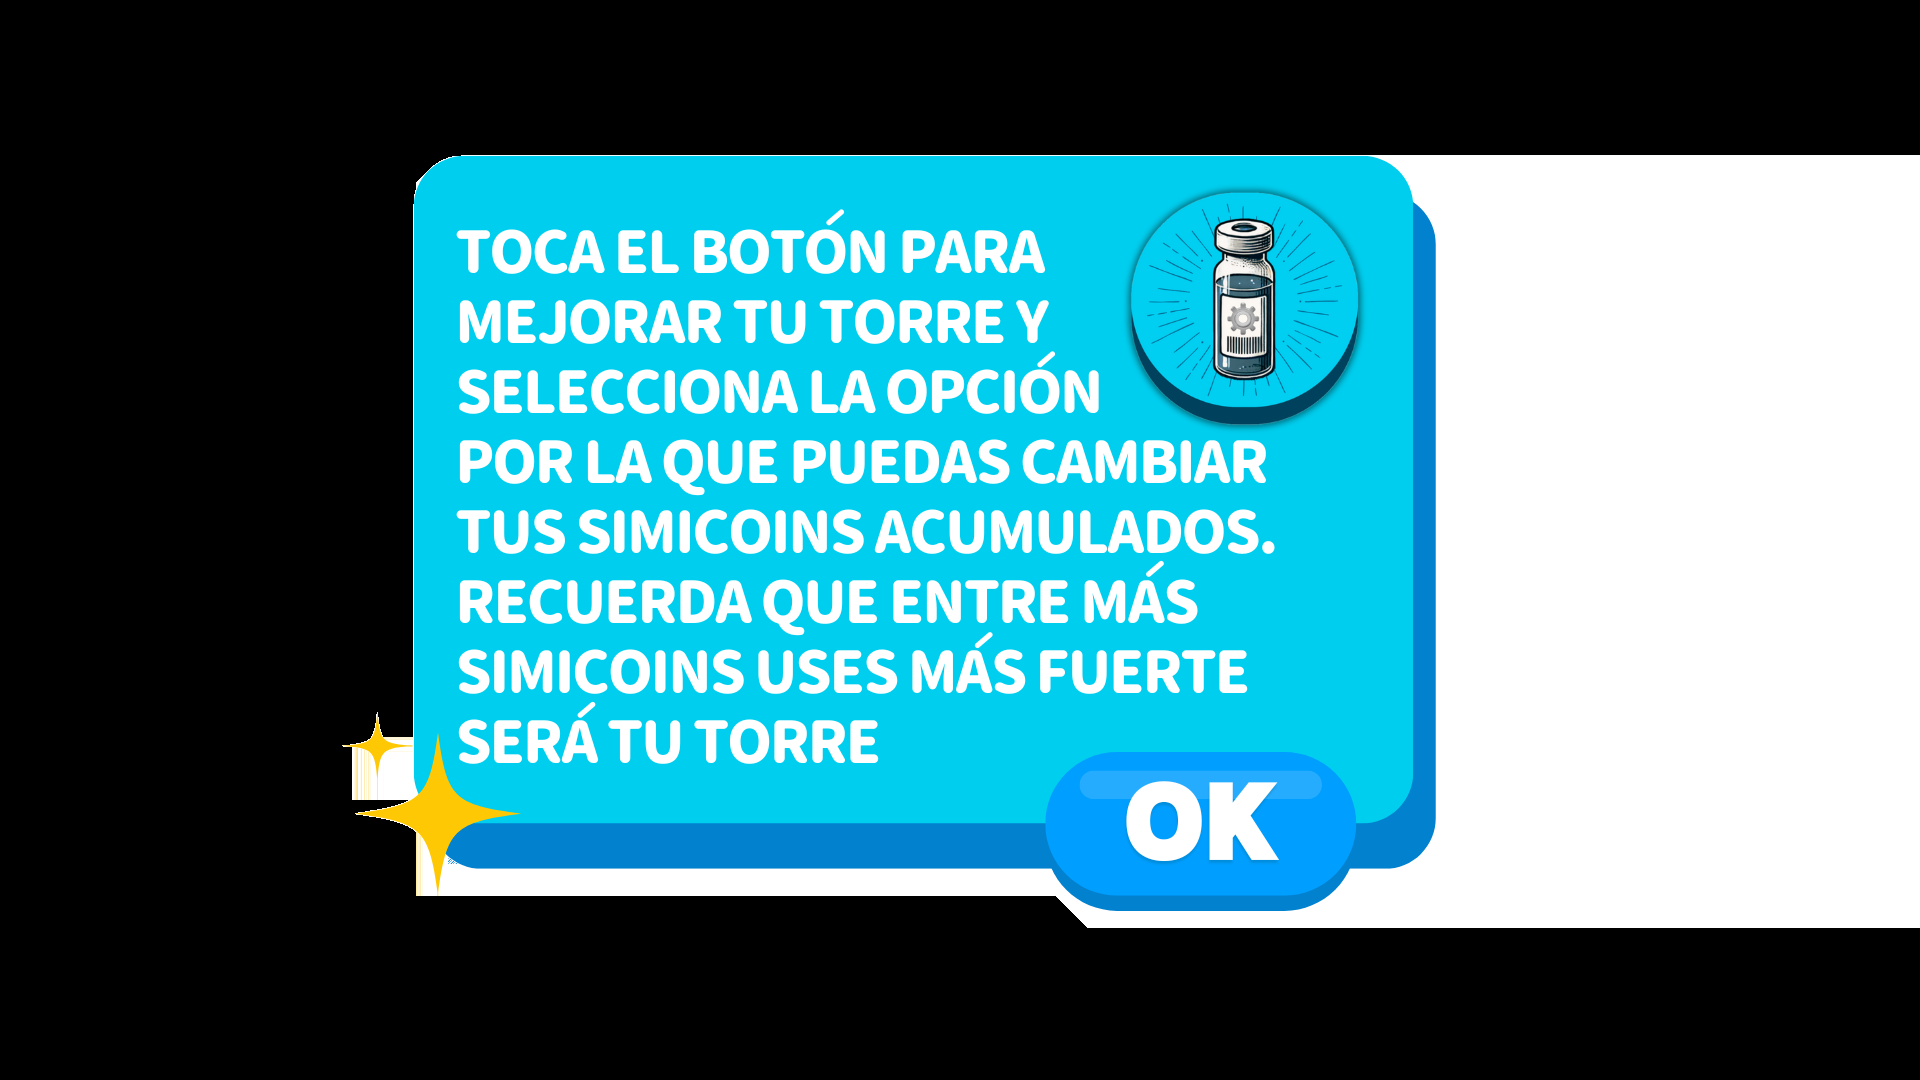 TOCA EL BOTÓN PARA
MEJORAR TU TORRE Y
SELECCIONA LA OPCIÓN
POR LA QUE PUEDAS CAMBIAR
TUS SIMICOINS ACUMULADOS.
RECUERDA QUE ENTRE MÁS
SIMICOINS USES MÁS FUERTE
SERÁ TU TORRE
OK